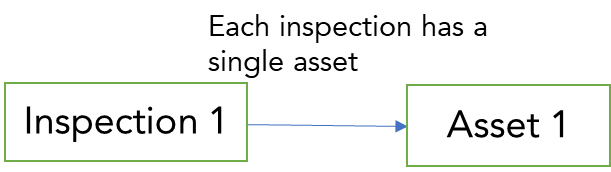 Each inspection has a
single asset
Inspection 1
Asset 1